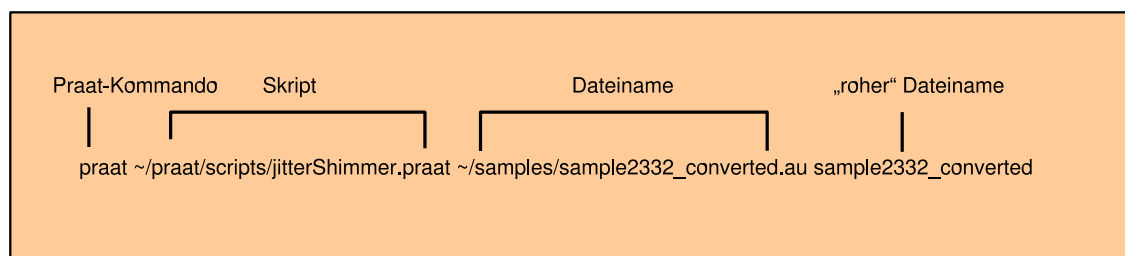 Praat-Kommando Skript Dateiname „roher“ Dateiname
praat ~/praat/scripts/jitterShimmer.praat ~/samples/sample2332_converted.au sample2332_converted